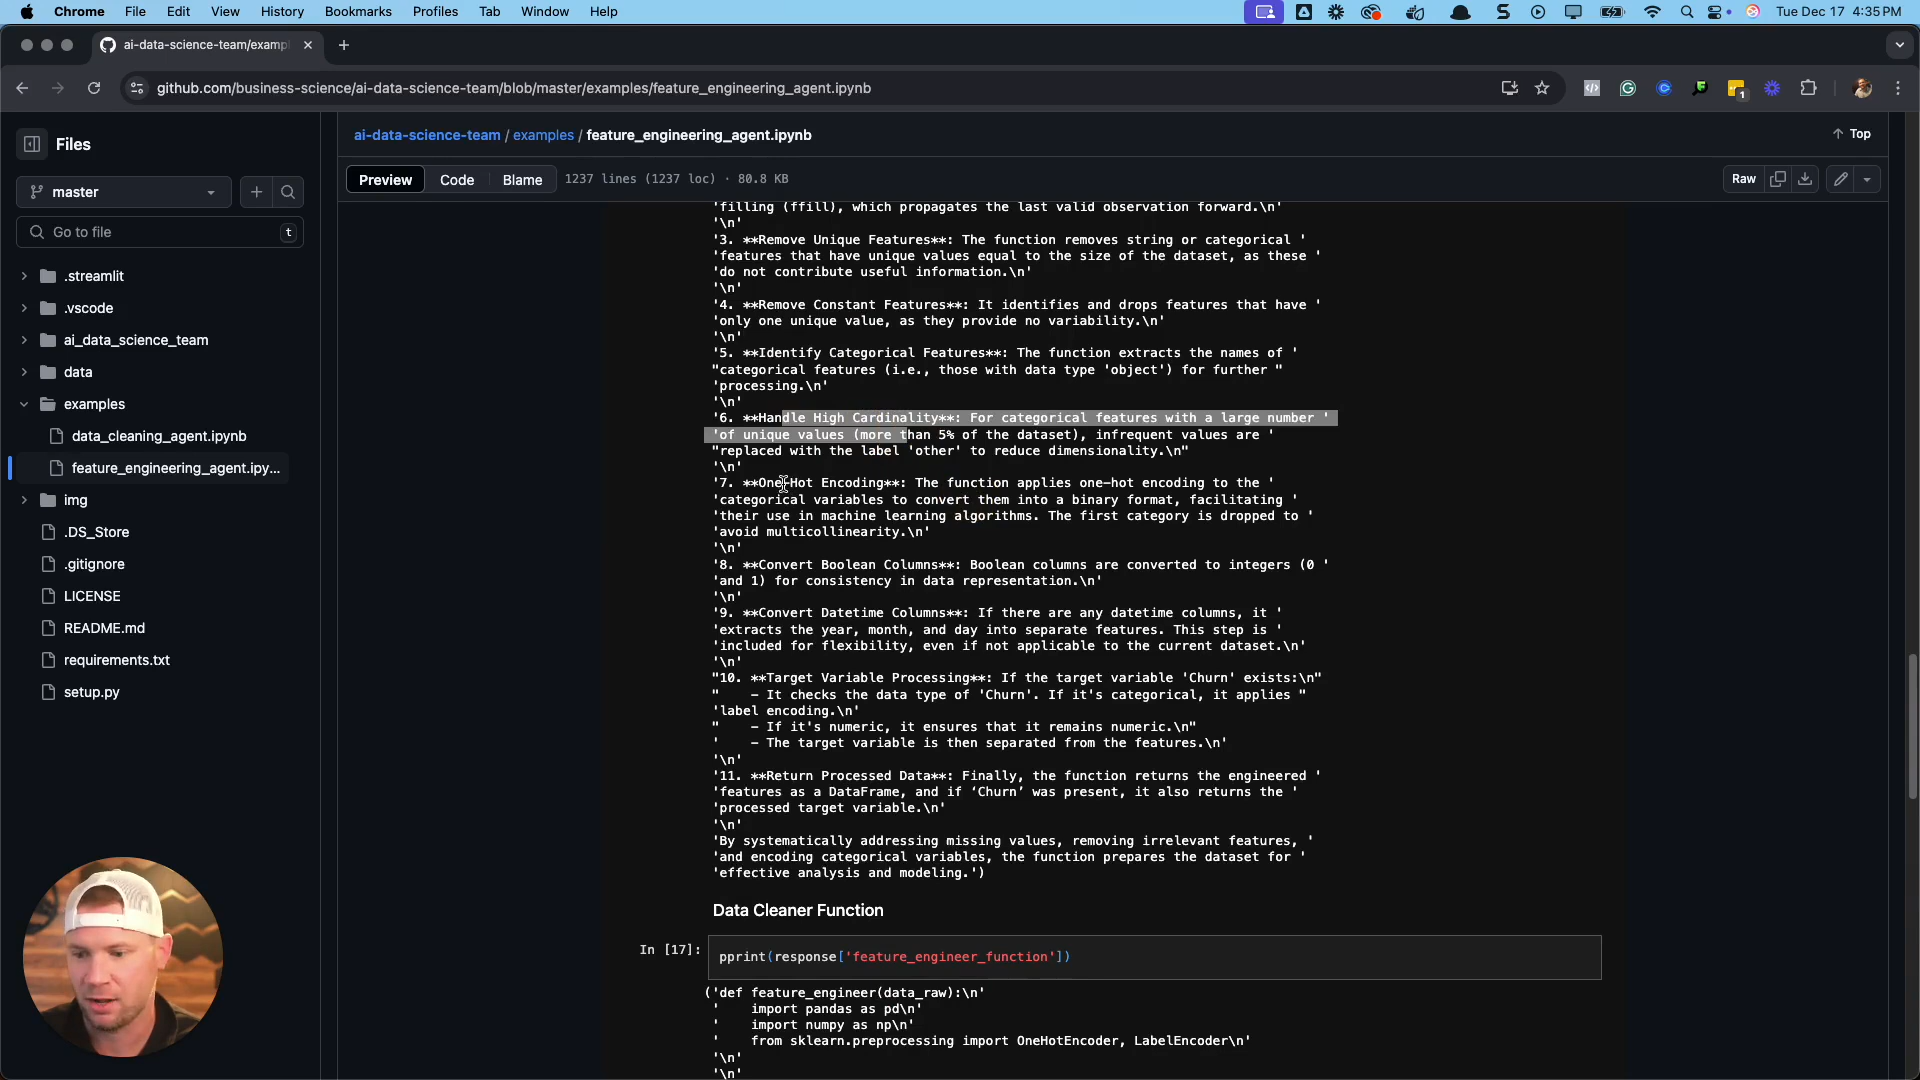 Chrome File Edit View History Bookmarks Profiles Tab Window Help Tue Dec 17 4:35 PM
ai-data-science-team/examp
github.com/business-science/ai-data-science-team/blob/master/examples/feature_engineering_agent.ipynb
1
Files
master
Go to file t
.streamlit
.vscode
ai_data_science_team
data
examples
data_cleaning_agent.ipynb
feature_engineering_agent.ipy...
img
.DS_Store
.gitignore
LICENSE
README.md
requirements.txt
setup.py
ai-data-science-team / examples / feature_engineering_agent.ipynb
Top
Preview Code Blame 1237 lines (1237 loc) · 80.8 KB Raw
'filling (ffill), which propagates the last valid observation forward.\n'
'\n'
'3. **Remove Unique Features**: The function removes string or categorical '
'features that have unique values equal to the size of the dataset, as these '
'do not contribute useful information.\n'
'\n'
'4. **Remove Constant Features**: It identifies and drops features that have '
'only one unique value, as they provide no variability.\n'
'\n'
'5. **Identify Categorical Features**: The function extracts the names of '
"categorical features (i.e., those with data type 'object') for further "
'processing.\n'
'\n'
'6. **Handle High Cardinality**: For categorical features with a large number '
'of unique values (more than 5% of the dataset), infrequent values are '
"replaced with the label 'other' to reduce dimensionality.\n"
'\n'
'7. **One-Hot Encoding**: The function applies one-hot encoding to the '
'categorical variables to convert them into a binary format, facilitating '
'their use in machine learning algorithms. The first category is dropped to '
'avoid multicollinearity.\n'
'\n'
'8. **Convert Boolean Columns**: Boolean columns are converted to integers (0 '
'and 1) for consistency in data representation.\n'
'\n'
'9. **Convert Datetime Columns**: If there are any datetime columns, it '
'extracts the year, month, and day into separate features. This step is '
'included for flexibility, even if not applicable to the current dataset.\n'
'\n'
"10. **Target Variable Processing**: If the target variable 'Churn' exists:\n"
"    - It checks the data type of 'Churn'. If it's categorical, it applies "
'label encoding.\n'
"    - If it's numeric, it ensures that it remains numeric.\n"
'    - The target variable is then separated from the features.\n'
'\n'
'11. **Return Processed Data**: Finally, the function returns the engineered '
'features as a DataFrame, and if ‘Churn’ was present, it also returns the '
'processed target variable.\n'
'\n'
'By systematically addressing missing values, removing irrelevant features, '
'and encoding categorical variables, the function prepares the dataset for '
'effective analysis and modeling.')
Data Cleaner Function
In [17]: pprint(response['feature_engineer_function'])
('def feature_engineer(data_raw):\n'
'    import pandas as pd\n'
'    import numpy as np\n'
'    from sklearn.preprocessing import OneHotEncoder, LabelEncoder\n'
'\n'
'\n'